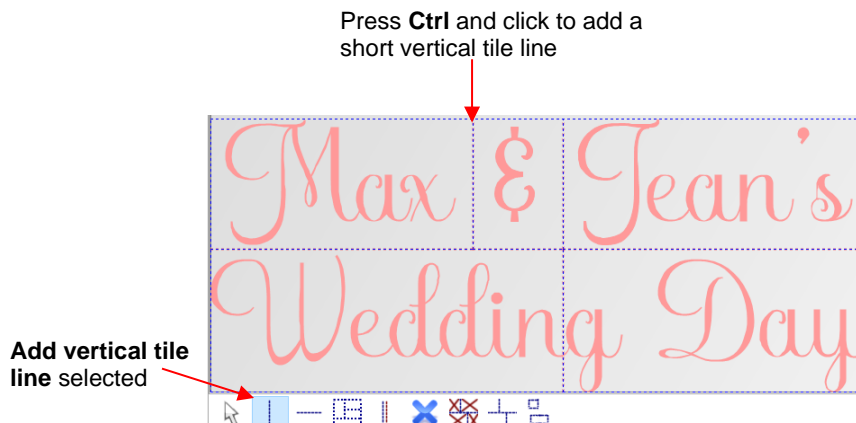 Press Ctrl and click to add a
short vertical tile line
Max & Jean's
Wedding Day
Add vertical tile
line selected